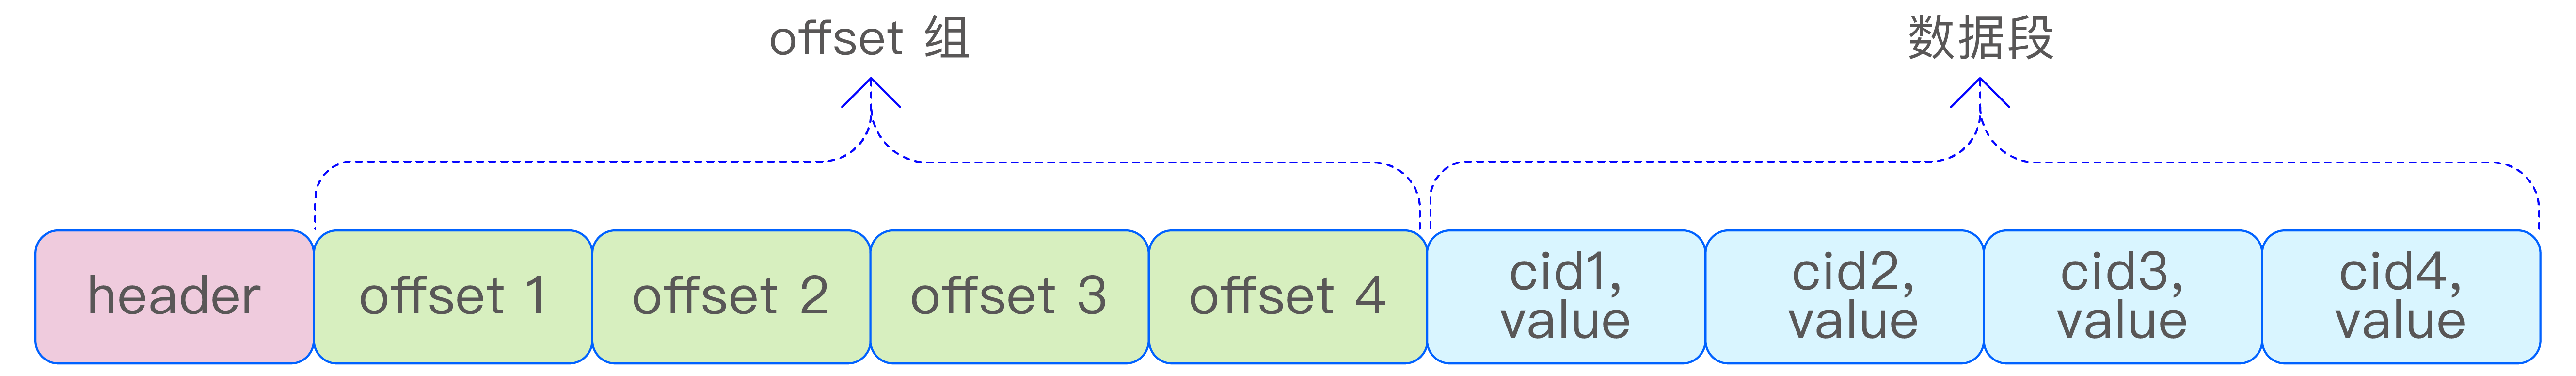 offset 组
数据段
header
offset 1
offset 2
offset 3
offset 4
cid1,
value
cid2,
value
cid3,
value
cid4,
value